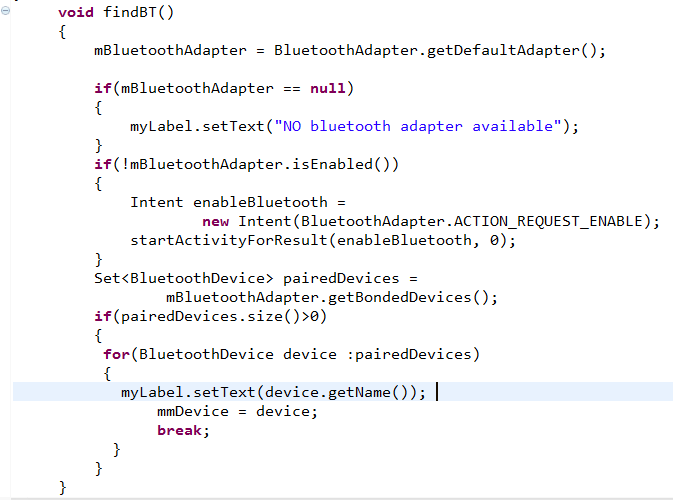 void findBT()
{
mBluetoothAdapter = BluetoothAdapter.getDefaultAdapter();
if(mBluetoothAdapter == null)
{
myLabel.setText("NO bluetooth adapter available");
}
if(!mBluetoothAdapter.isEnabled())
{
Intent enableBluetooth =
new Intent(BluetoothAdapter.ACTION_REQUEST_ENABLE);
startActivityForResult(enableBluetooth, 0);
}
Set<BluetoothDevice> pairedDevices =
mBluetoothAdapter.getBondedDevices();
if(pairedDevices.size()>0)
{
for(BluetoothDevice device :pairedDevices)
{
myLabel.setText(device.getName());
mmDevice = device;
break;
}
}
}